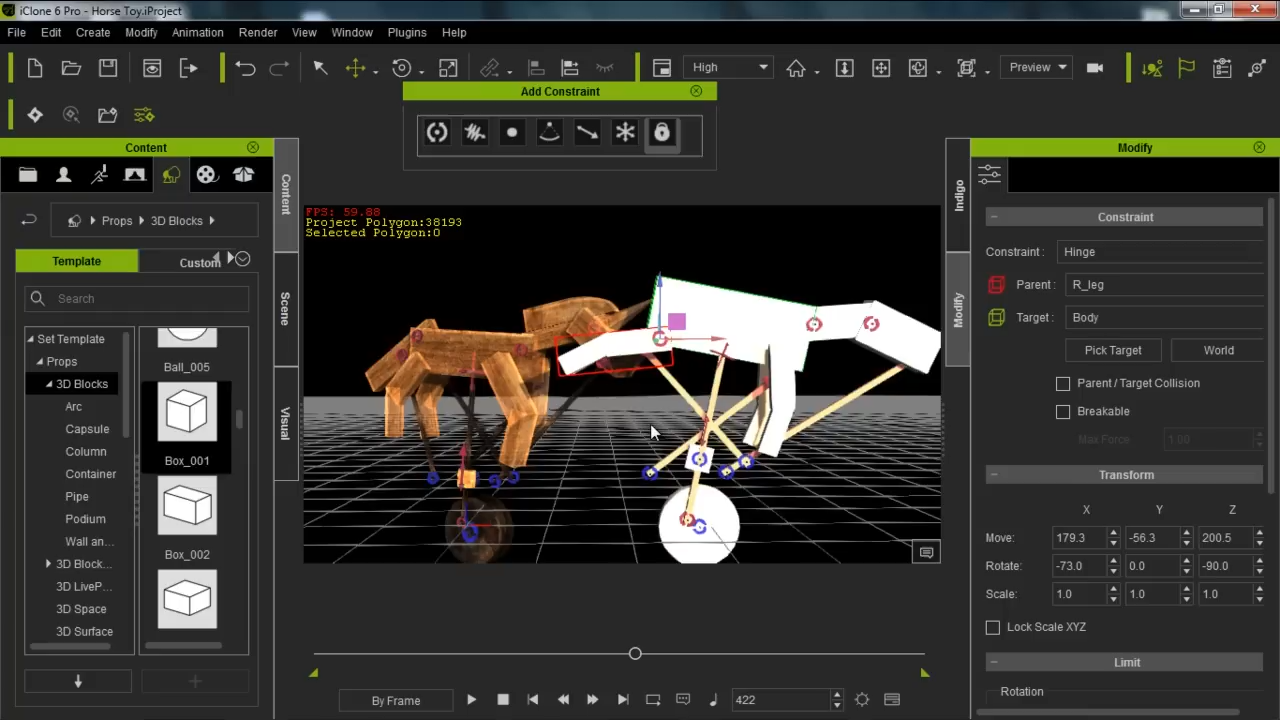 iClone 6 Pro - Horse Toy.iProject
File Edit Create Modify Animation Render View Window Plugins Help
High
Preview
Add Constraint
Content
Modify
Props 3D Blocks
Template
Custom
Search
Set Template
Props
3D Blocks
Arc
Capsule
Column
Container
Pipe
Podium
Wall an...
3D Block...
3D LiveP...
3D Space
3D Surface
Ball_005
Box_001
Box_002
Content
Scene
Visual
FPS: 59.88
Project Polygon:38193
Selected Polygon:0
Indigo
Modify
Constraint
Constraint : Hinge
Parent : R_leg
Target : Body
Pick Target World
Parent / Target Collision
Breakable
Max Force 1.00
Transform
X Y Z
Move: 179.3 -56.3 200.5
Rotate: -73.0 0.0 -90.0
Scale: 1.0 1.0 1.0
Lock Scale XYZ
Limit
Rotation
By Frame
422